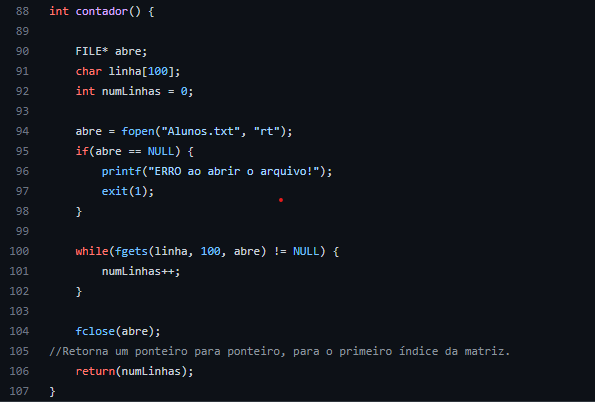 88 int contador() {
89
90 FILE* abre;
91 char linha[100];
92 int numLinhas = 0;
93
94 abre = fopen("Alunos.txt", "rt");
95 if(abre == NULL) {
96 printf("ERRO ao abrir o arquivo!");
97 exit(1);
98 }
99
100 while(fgets(linha, 100, abre) != NULL) {
101 numLinhas++;
102 }
103
104 fclose(abre);
105 //Retorna um ponteiro para ponteiro, para o primeiro índice da matriz.
106 return(numLinhas);
107 }